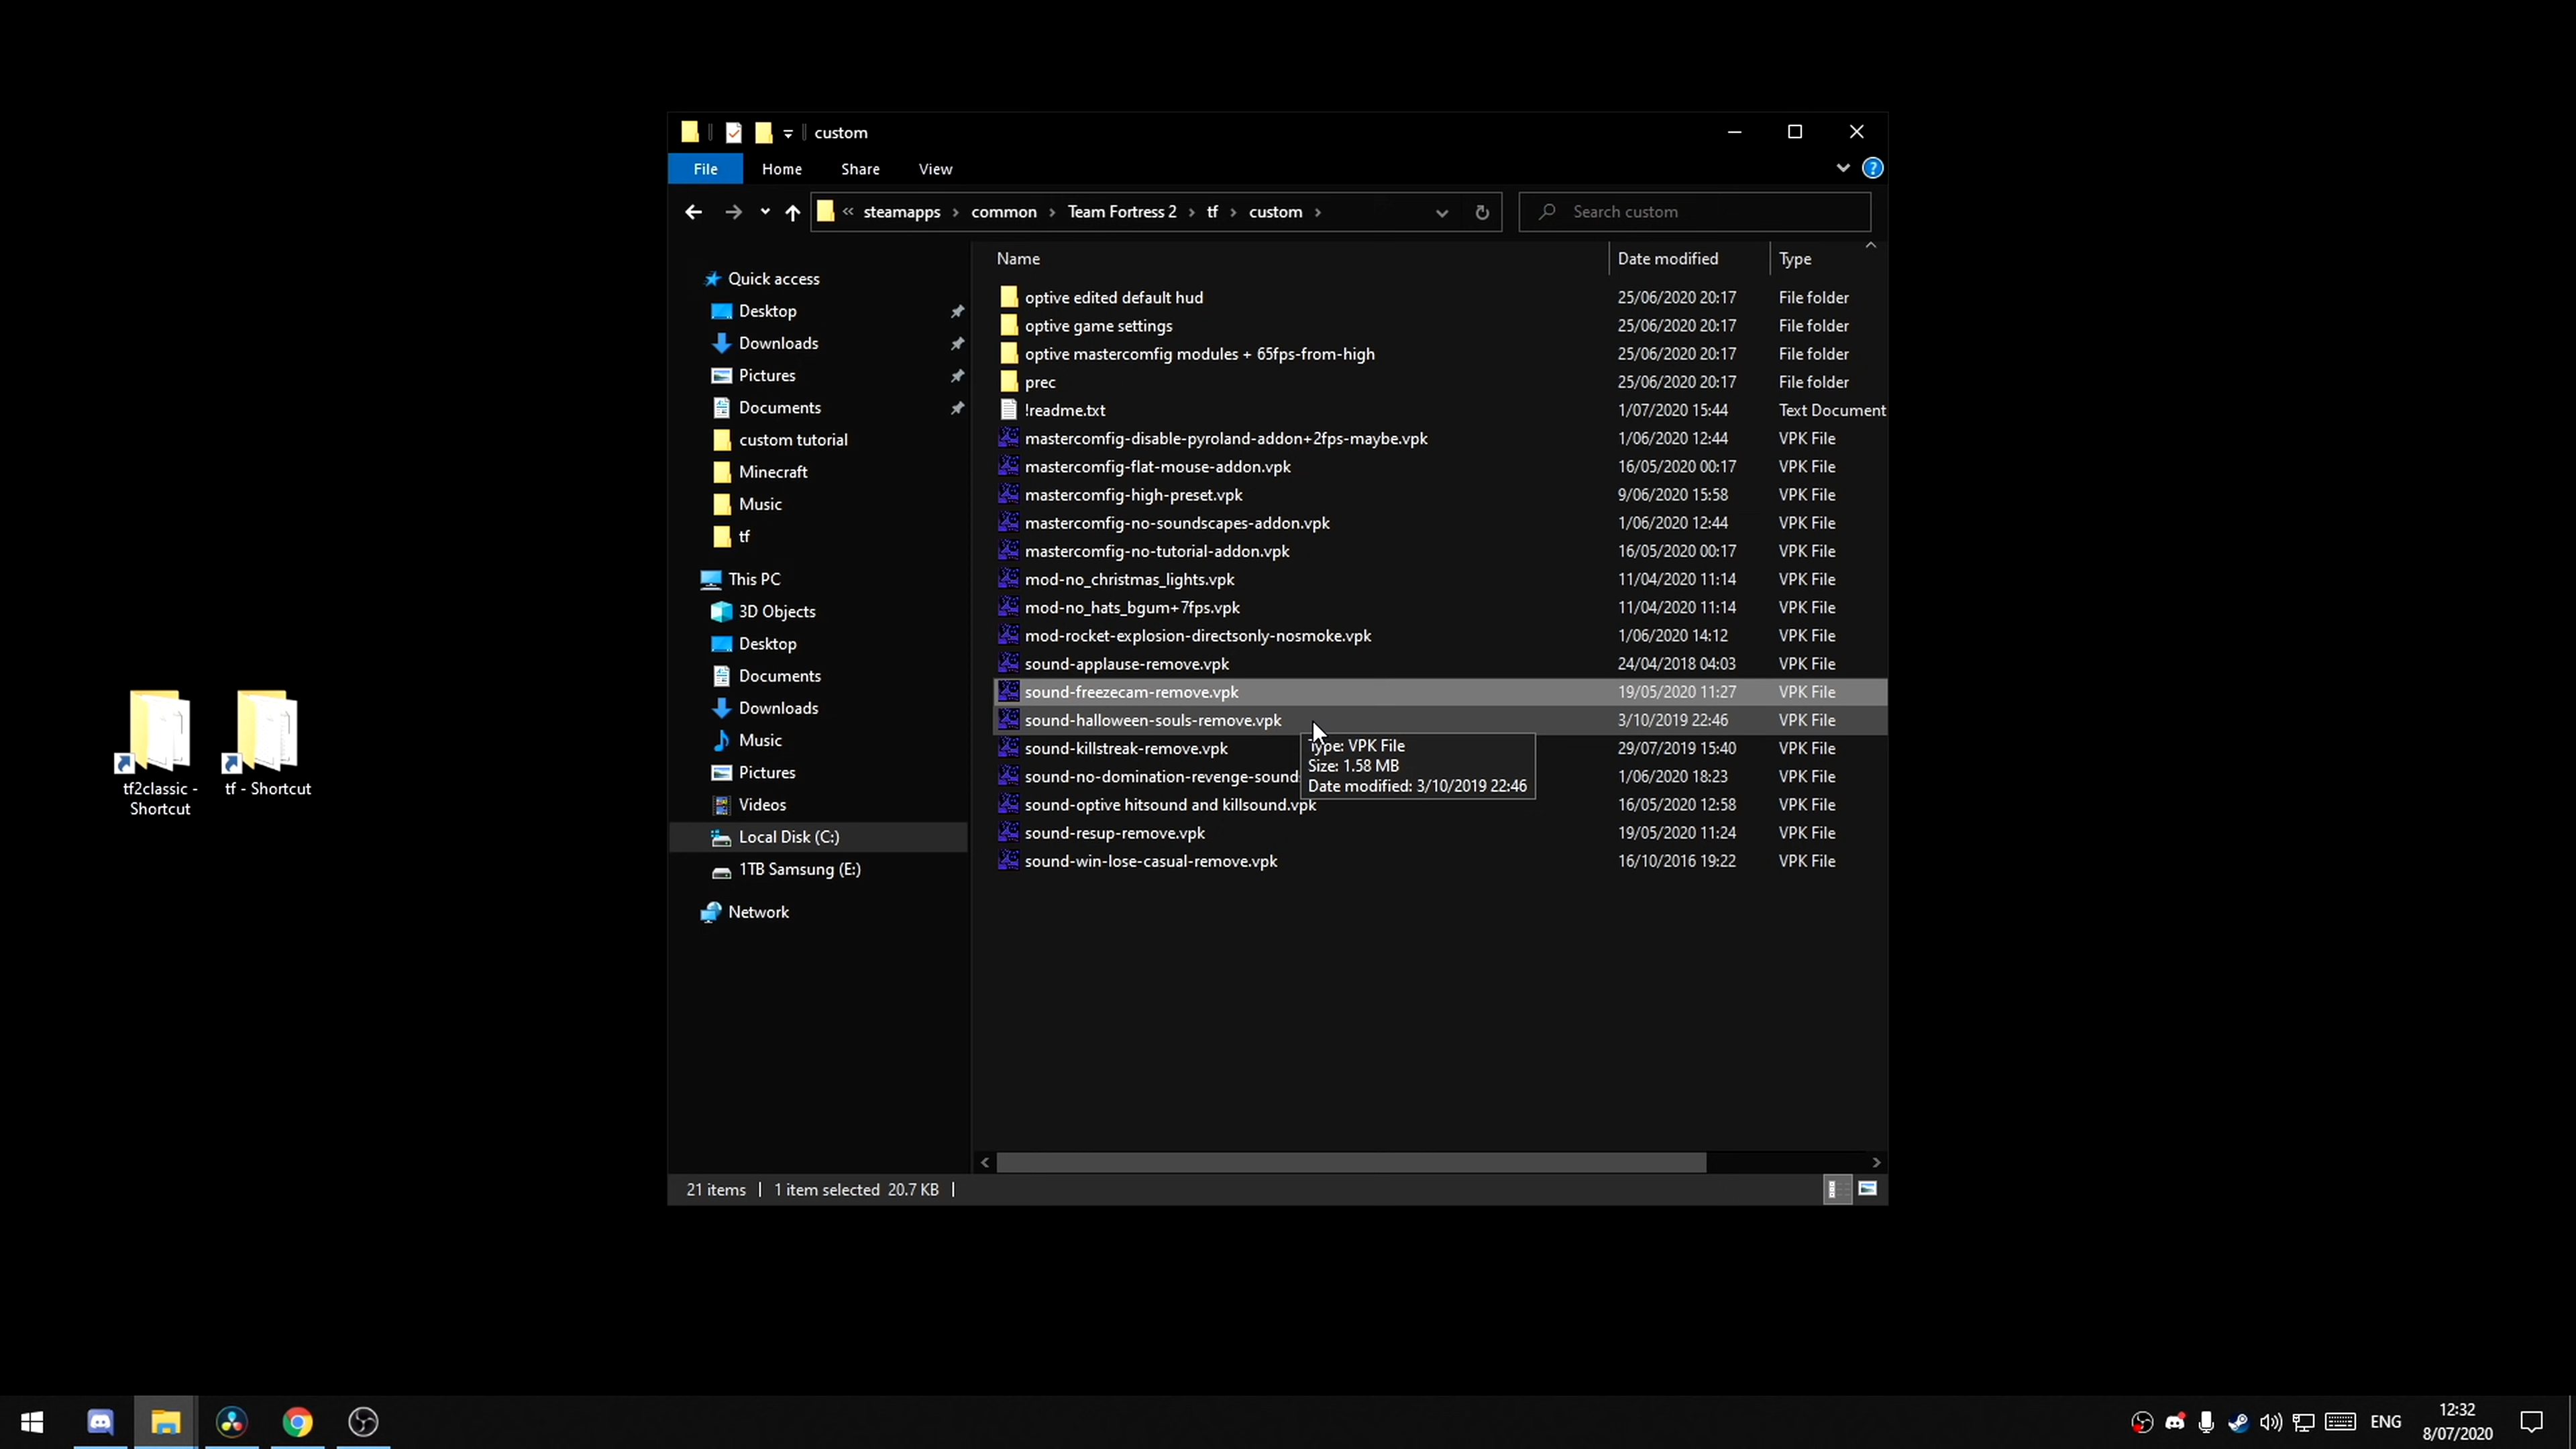 custom
File Home Share View
« steamapps › common › Team Fortress 2 › tf › custom ›
Search custom
Quick access
Desktop
Downloads
Pictures
Documents
custom tutorial
Minecraft
Music
tf
This PC
3D Objects
Desktop
Documents
Downloads
Music
Pictures
Videos
Local Disk (C:)
1TB Samsung (E:)
Network
Name Date modified Type
optive edited default hud 25/06/2020 20:17 File folder
optive game settings 25/06/2020 20:17 File folder
optive mastercomfig modules + 65fps-from-high 25/06/2020 20:17 File folder
prec 25/06/2020 20:17 File folder
!readme.txt 1/07/2020 15:44 Text Document
mastercomfig-disable-pyroland-addon+2fps-maybe.vpk 1/06/2020 12:44 VPK File
mastercomfig-flat-mouse-addon.vpk 16/05/2020 00:17 VPK File
mastercomfig-high-preset.vpk 9/06/2020 15:58 VPK File
mastercomfig-no-soundscapes-addon.vpk 1/06/2020 12:44 VPK File
mastercomfig-no-tutorial-addon.vpk 16/05/2020 00:17 VPK File
mod-no_christmas_lights.vpk 11/04/2020 11:14 VPK File
mod-no_hats_bgum+7fps.vpk 11/04/2020 11:14 VPK File
mod-rocket-explosion-directsonly-nosmoke.vpk 1/06/2020 14:12 VPK File
sound-applause-remove.vpk 24/04/2018 04:03 VPK File
sound-freezecam-remove.vpk 19/05/2020 11:27 VPK File
sound-halloween-souls-remove.vpk 3/10/2019 22:46 VPK File
sound-killstreak-remove.vpk 29/07/2019 15:40 VPK File
sound-no-domination-revenge-sound 1/06/2020 18:23 VPK File
sound-optive hitsound and killsound.vpk 16/05/2020 12:58 VPK File
sound-resup-remove.vpk 19/05/2020 11:24 VPK File
sound-win-lose-casual-remove.vpk 16/10/2016 19:22 VPK File
Type: VPK File
Size: 1.58 MB
Date modified: 3/10/2019 22:46
21 items 1 item selected 20.7 KB
tf2classic -
Shortcut
tf - Shortcut
ENG
12:32
8/07/2020